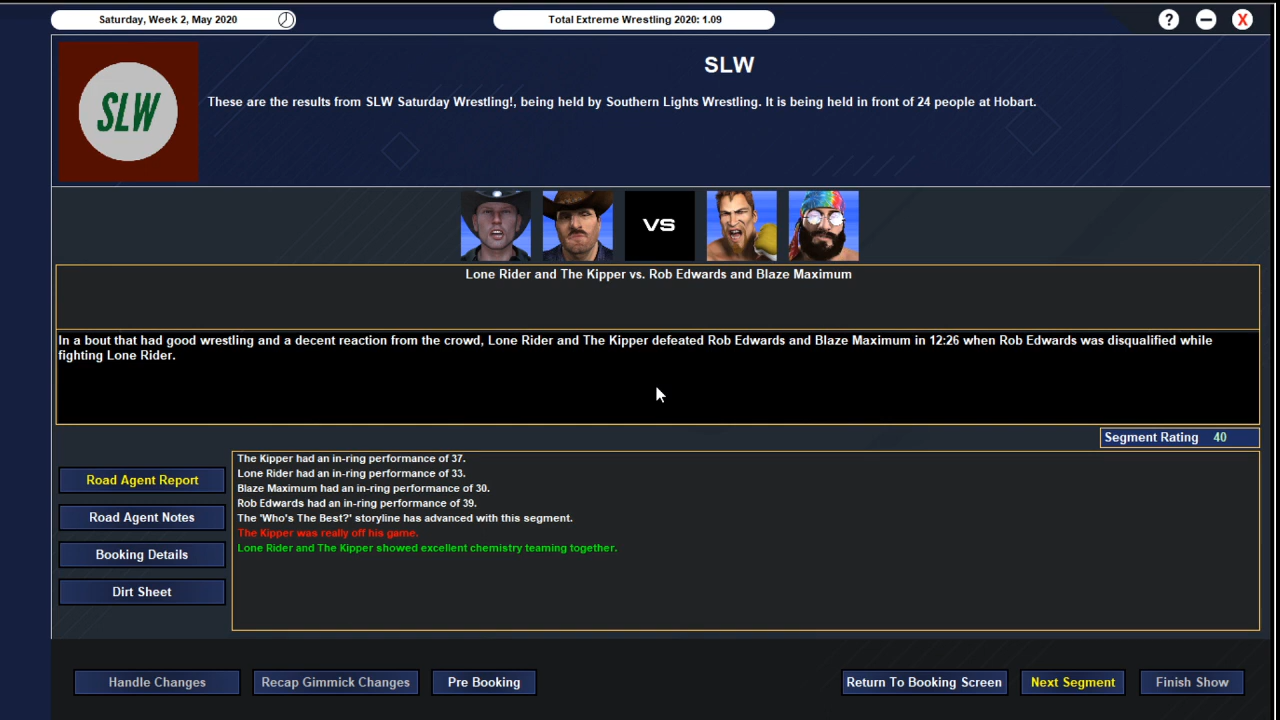 Saturday, Week 2, May 2020
Total Extreme Wrestling 2020: 1.09
?
X
SLW
SLW
These are the results from SLW Saturday Wrestling!, being held by Southern Lights Wrestling. It is being held in front of 24 people at Hobart.
VS
Lone Rider and The Kipper vs. Rob Edwards and Blaze Maximum
In a bout that had good wrestling and a decent reaction from the crowd, Lone Rider and The Kipper defeated Rob Edwards and Blaze Maximum in 12:26 when Rob Edwards was disqualified while
fighting Lone Rider.
Segment Rating 40
Road Agent Report
Road Agent Notes
Booking Details
Dirt Sheet
The Kipper had an in-ring performance of 37.
Lone Rider had an in-ring performance of 33.
Blaze Maximum had an in-ring performance of 30.
Rob Edwards had an in-ring performance of 39.
The 'Who's The Best?' storyline has advanced with this segment.
The Kipper was really off his game.
Lone Rider and The Kipper showed excellent chemistry teaming together.
Handle Changes
Recap Gimmick Changes
Pre Booking
Return To Booking Screen
Next Segment
Finish Show